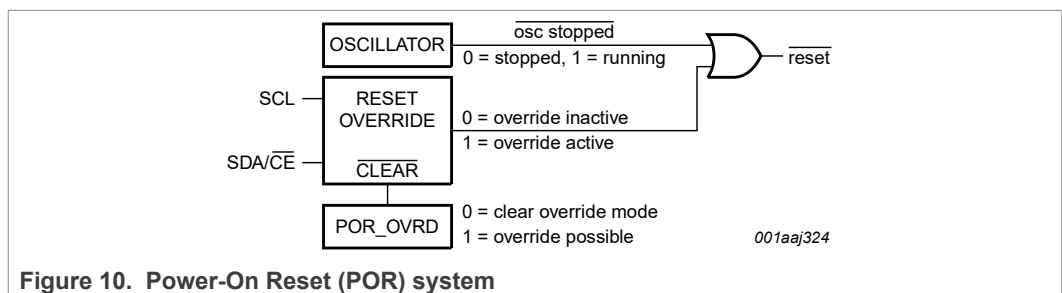 OSCILLATOR
osc stopped
0 = stopped, 1 = running
reset
SCL
RESET
OVERRIDE
0 = override inactive
1 = override active
SDA/CE
CLEAR
POR_OVRD
0 = clear override mode
1 = override possible
001aaj324
Figure 10. Power-On Reset (POR) system